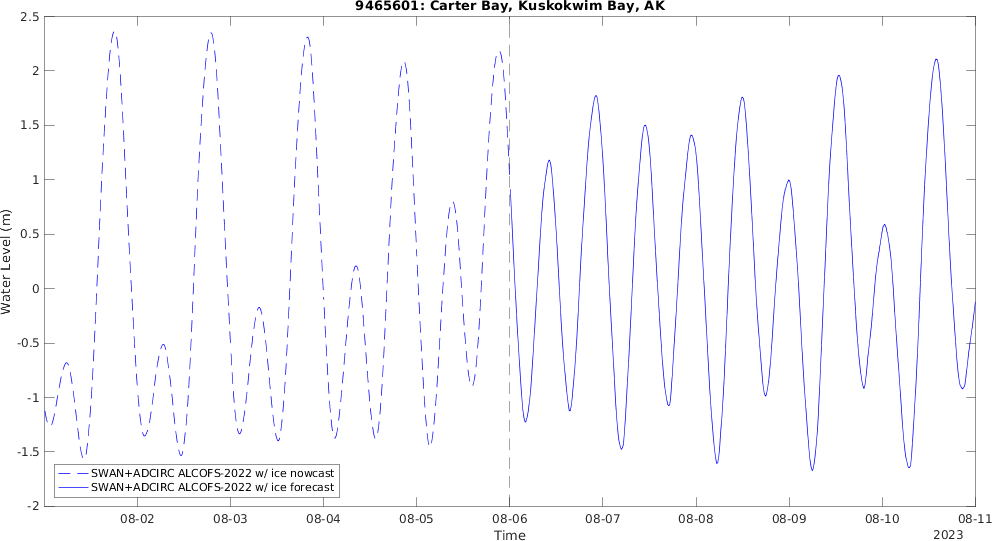 9465601: Carter Bay, Kuskokwim Bay, AK
2.5
2
1.5
1
0.5
0
-0.5
-1
-1.5
-2
Water Level (m)
SWAN+ADCIRC ALCOFS-2022 w/ ice nowcast
SWAN+ADCIRC ALCOFS-2022 w/ ice forecast
08-02 08-03 08-04 08-05 08-06 08-07 08-08 08-09 08-10 08-11
Time
2023